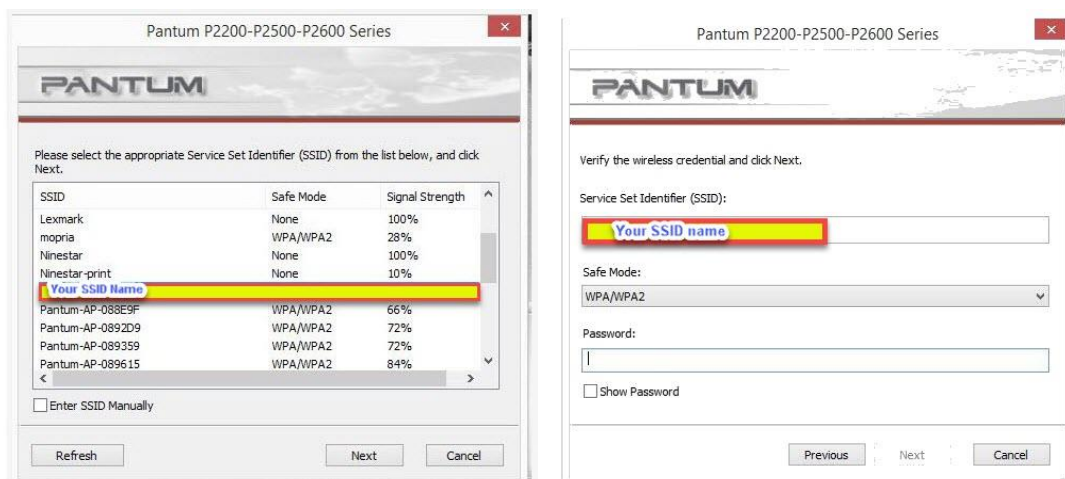 Pantum P2200-P2500-P2600 Series
PANTUM
Please select the appropriate Service Set Identifier (SSID) from the list below, and click
Next.
SSID Safe Mode Signal Strength
Lexmark None 100%
mopria WPA/WPA2 28%
Ninestar None 100%
Ninestar-print None 10%
Your SSID Name
Pantum-AP-088E9F WPA/WPA2 66%
Pantum-AP-0892D9 WPA/WPA2 72%
Pantum-AP-089359 WPA/WPA2 72%
Pantum-AP-089615 WPA/WPA2 84%
Enter SSID Manually
Refresh Next Cancel
Pantum P2200-P2500-P2600 Series
PANTUM
Verify the wireless credential and click Next.
Service Set Identifier (SSID):
Your SSID name
Safe Mode:
WPA/WPA2
Password:
Show Password
Previous Next Cancel